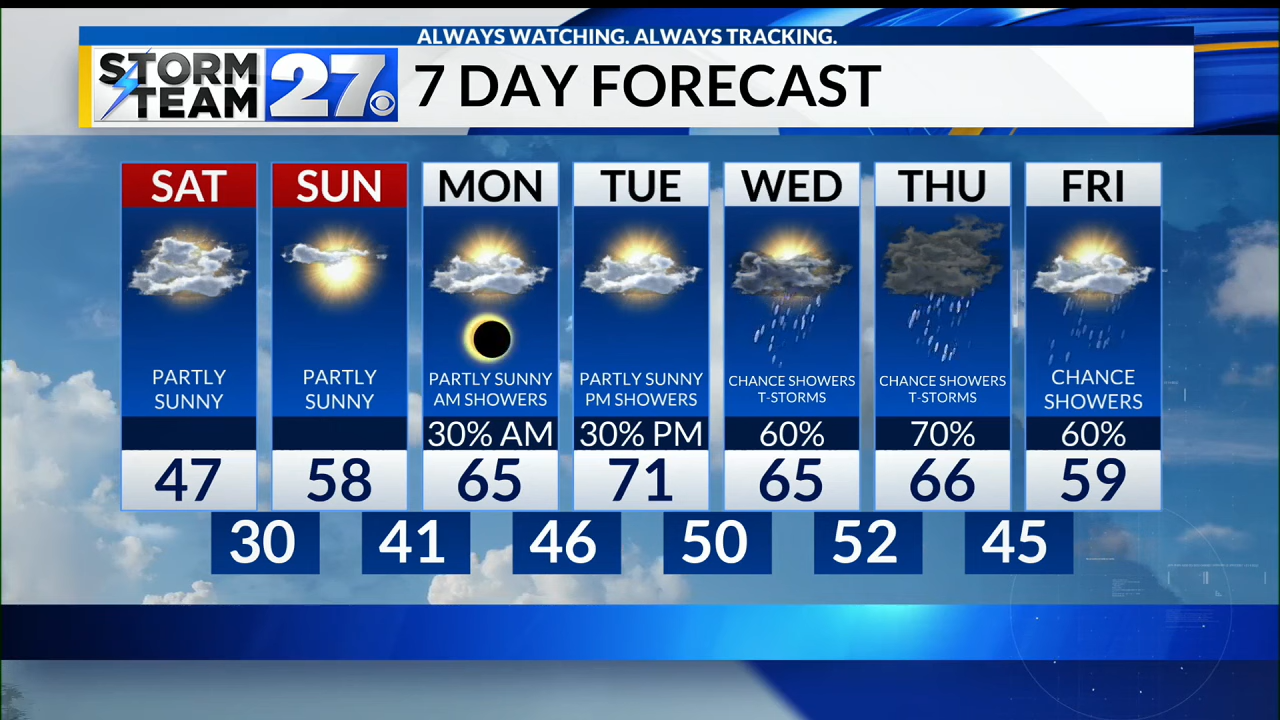 ALWAYS WATCHING. ALWAYS TRACKING.
STORM
TEAM
27
7 DAY FORECAST
SAT
SUN
MON
TUE
WED
THU
FRI
PARTLY
SUNNY
PARTLY
SUNNY
PARTLY SUNNY
AM SHOWERS
PARTLY SUNNY
PM SHOWERS
CHANCE SHOWERS
T-STORMS
CHANCE SHOWERS
T-STORMS
CHANCE
SHOWERS
30% AM
30% PM
60%
70%
60%
47
58
65
71
65
66
59
30
41
46
50
52
45